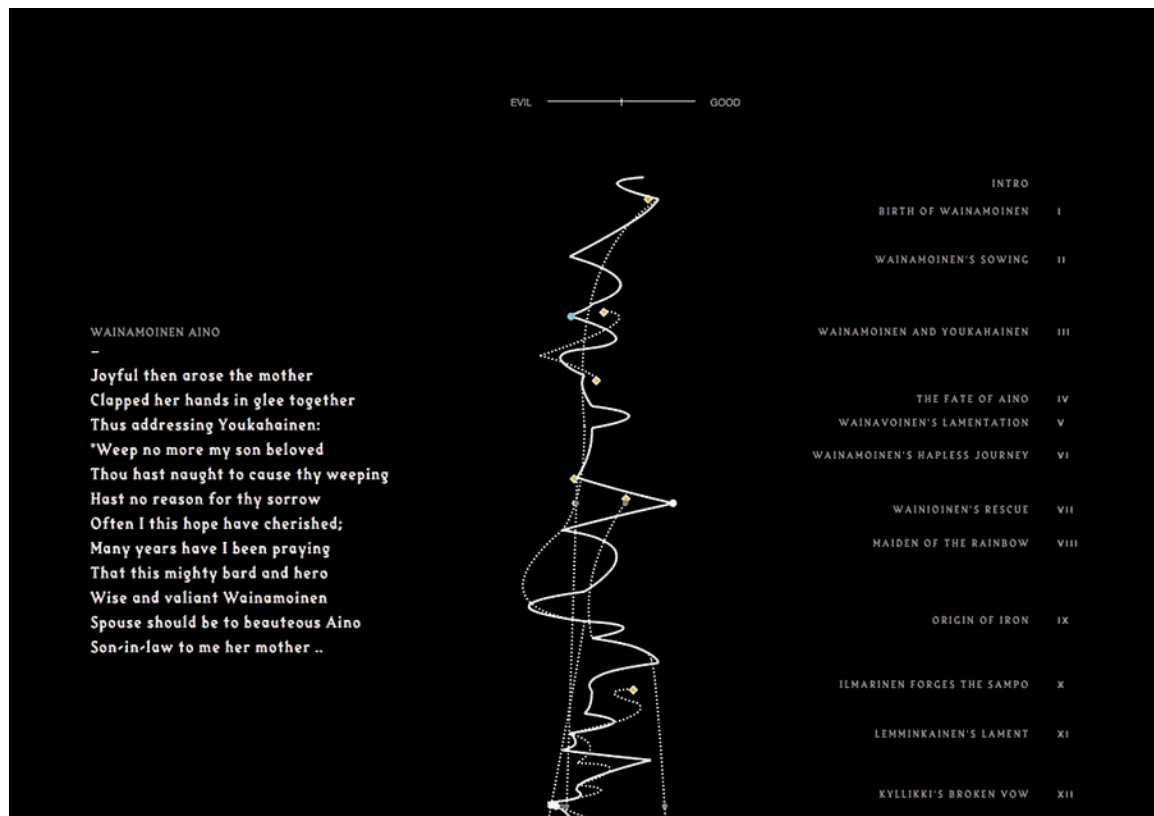 EVIL GOOD
INTRO
BIRTH OF WAINAMOINEN I
WAINAMOINEN'S SOWING II
WAINAMOINEN AND YOUKAHAINEN III
THE FATE OF AINO IV
WAINAVOINEN'S LAMENTATION V
WAINAMOINEN'S HAPLESS JOURNEY VI
WAINIOINEN'S RESCUE VII
MAIDEN OF THE RAINBOW VIII
ORIGIN OF IRON IX
ILMARINEN FORGES THE SAMPO X
LEMMINKAINEN'S LAMENT XI
KYLLIKKI'S BROKEN VOW XII
WAINAMOINEN AINO
–
Joyful then arose the mother
Clapped her hands in glee together
Thus addressing Youkahainen:
"Weep no more my son beloved
Thou hast naught to cause thy weeping
Hast no reason for thy sorrow
Often I this hope have cherished;
Many years have I been praying
That this mighty bard and hero
Wise and valiant Wainamoinen
Spouse should be to beauteous Aino
Son-in-law to me her mother ..